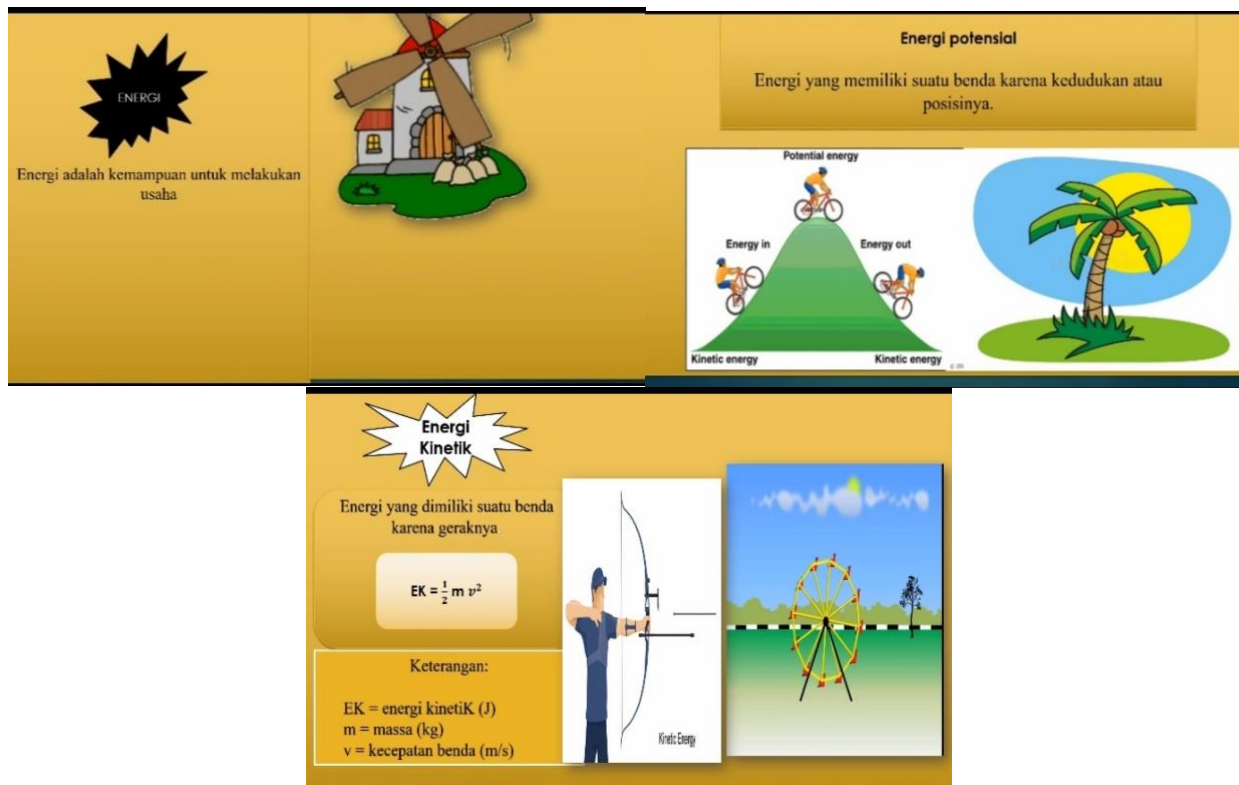 ENERGI
Energi adalah kemampuan untuk melakukan
usaha
Energi potensial
Energi yang memiliki suatu benda karena kedudukan atau
posisinya.
Potential energy
Energy in
Energy out
Kinetic energy
Kinetic energy
Energi
Kinetik
Energi yang dimiliki suatu benda
karena geraknya
EK = ½ m v²
Keterangan:
EK = energi kinetiK (J)
m = massa (kg)
v = kecepatan benda (m/s)
Kinetic Energy